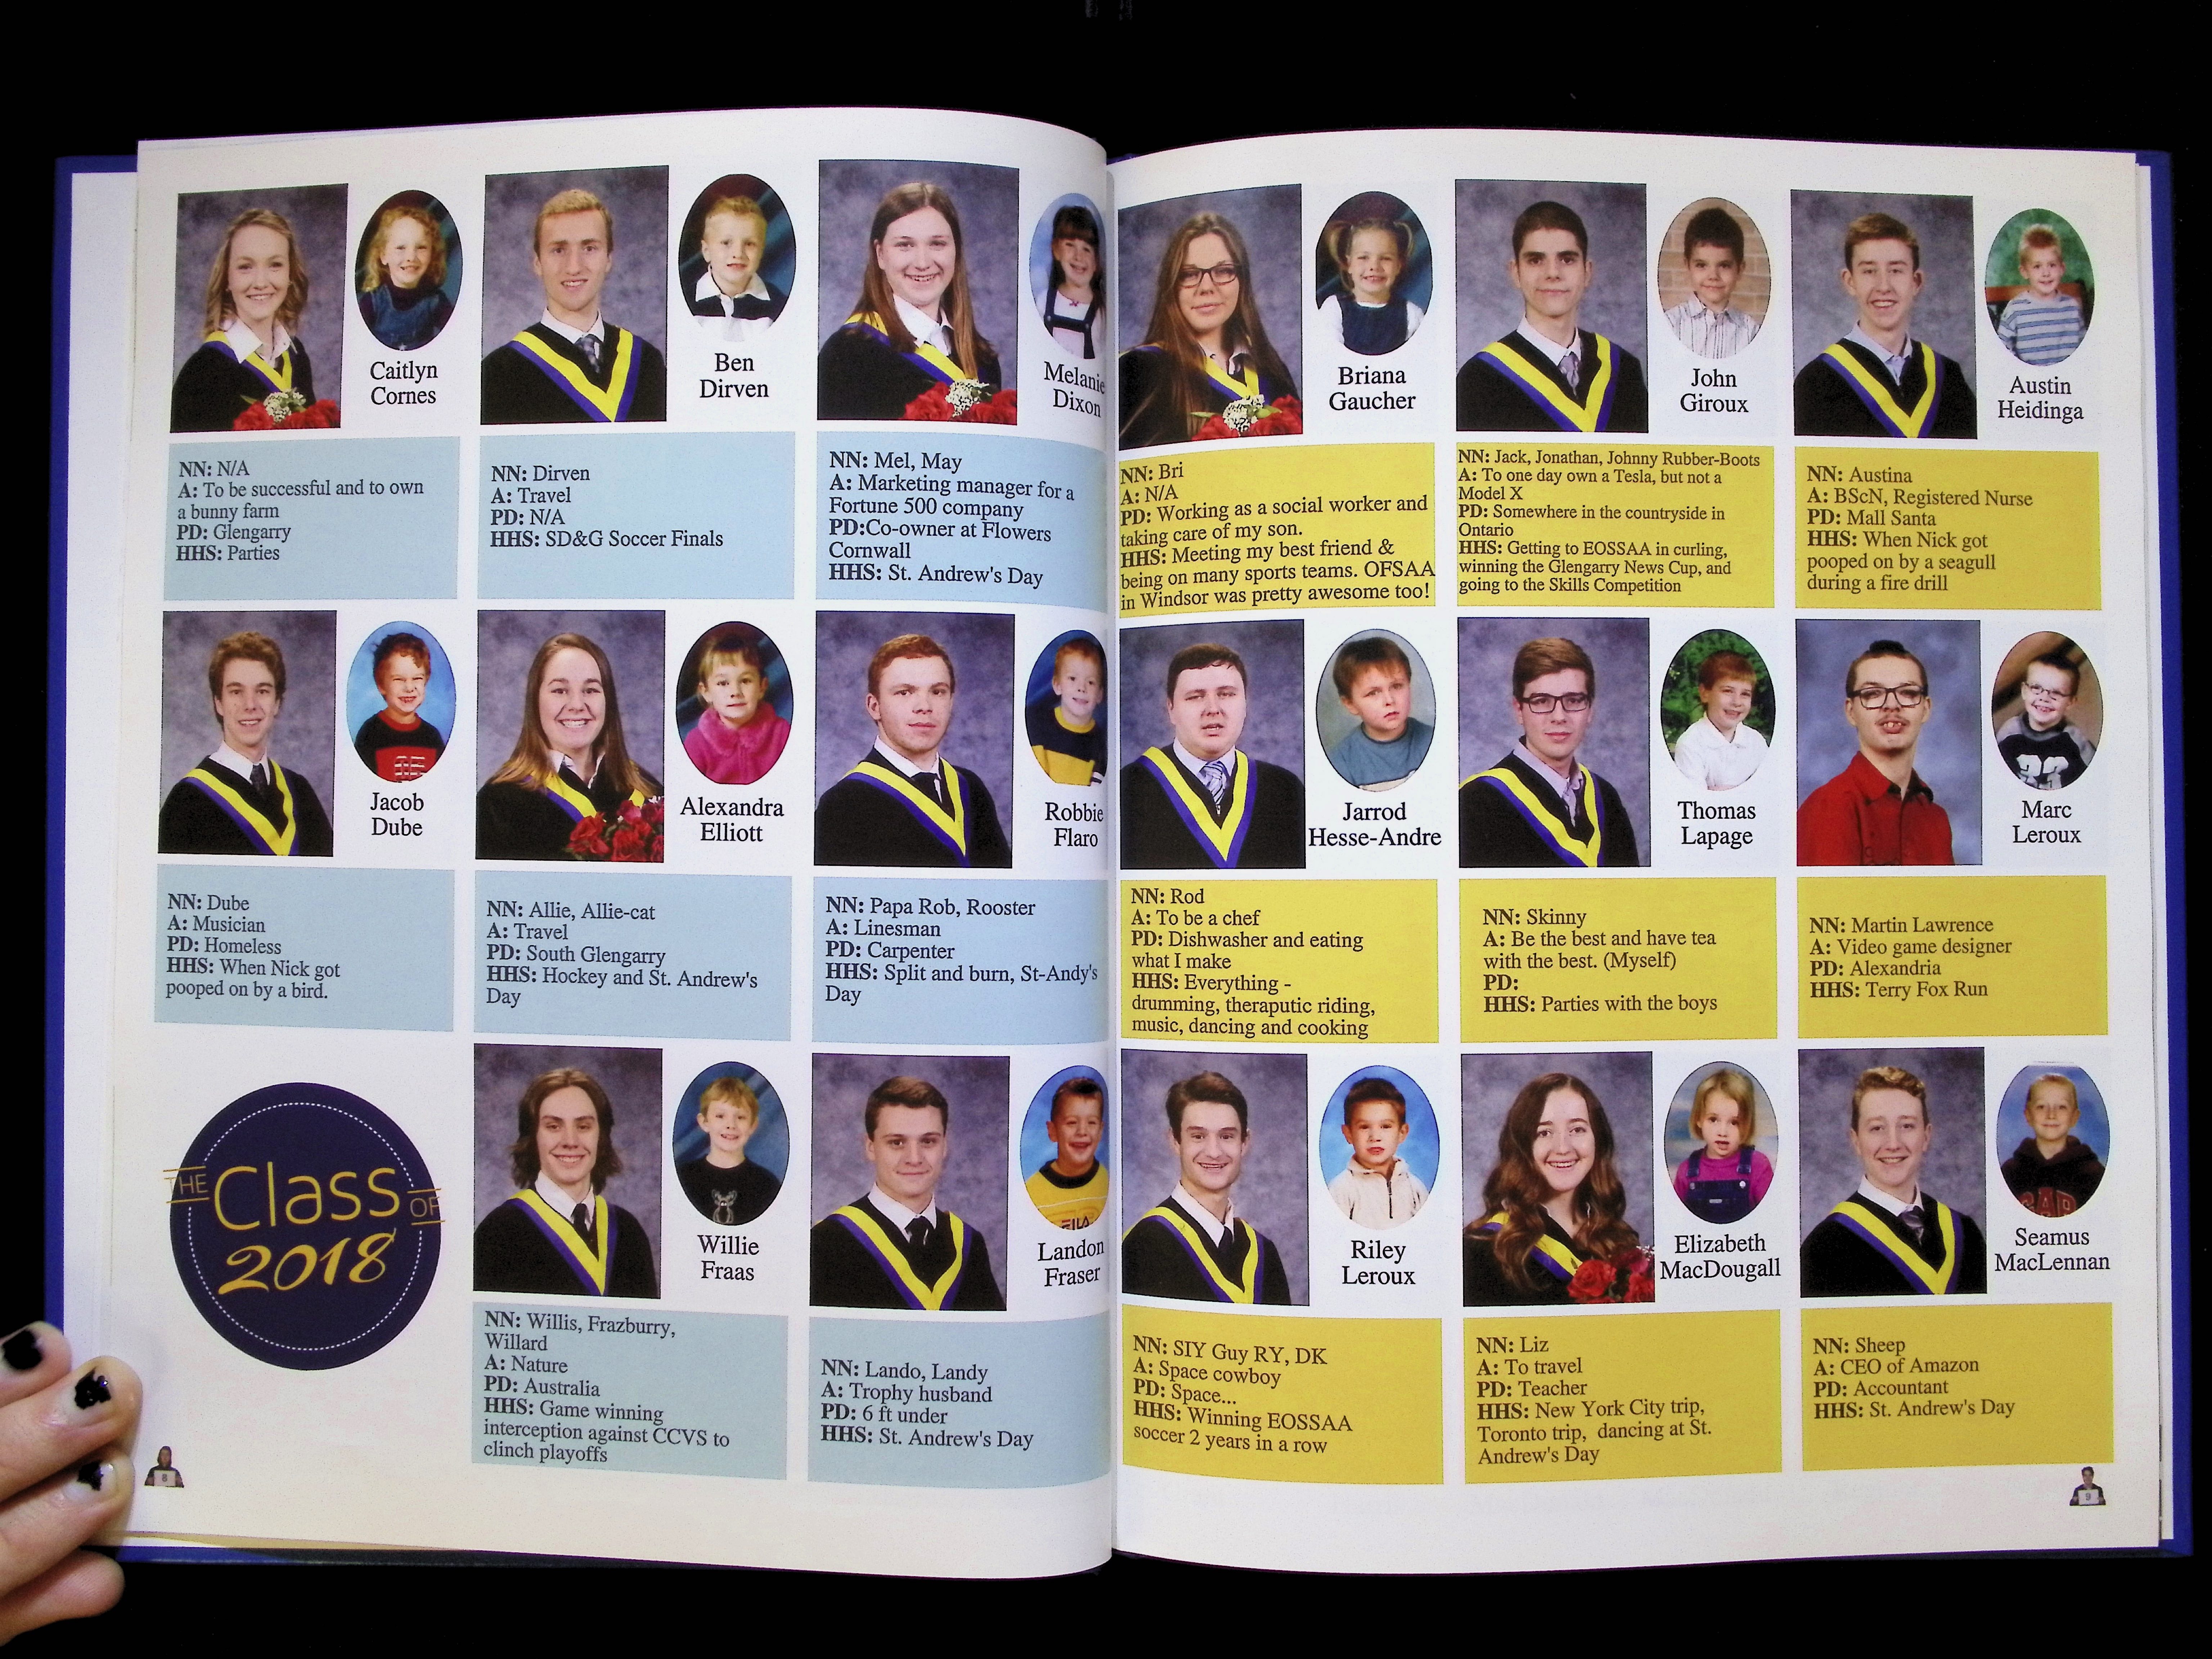 Caitlyn
Cornes
NN: N/A
A: To be successful and to own
a bunny farm
PD: Glengarry
HHS: Parties
Ben
Dirven
NN: Dirven
A: Travel
PD: N/A
HHS: SD&G Soccer Finals
Melanie
Dixon
NN: Mel, May
A: Marketing manager for a
Fortune 500 company
PD:Co-owner at Flowers
Cornwall
HHS: St. Andrew's Day
Jacob
Dube
NN: Dube
A: Musician
PD: Homeless
HHS: When Nick got
pooped on by a bird.
Alexandra
Elliott
NN: Allie, Allie-cat
A: Travel
PD: South Glengarry
HHS: Hockey and St. Andrew's
Day
Robbie
Flaro
NN: Papa Rob, Rooster
A: Linesman
PD: Carpenter
HHS: Split and burn, St-Andy's
Day
THE Class OF
2018
Willie
Fraas
NN: Willis, Frazburry,
Willard
A: Nature
PD: Australia
HHS: Game winning
interception against CCVS to
clinch playoffs
FILA
Landon
Fraser
NN: Lando, Landy
A: Trophy husband
PD: 6 ft under
HHS: St. Andrew's Day
8
Briana
Gaucher
NN: Bri
A: N/A
PD: Working as a social worker and
taking care of my son.
HHS: Meeting my best friend &
being on many sports teams. OFSAA
in Windsor was pretty awesome too!
John
Giroux
NN: Jack, Jonathan, Johnny Rubber-Boots
A: To one day own a Tesla, but not a
Model X
PD: Somewhere in the countryside in
Ontario
HHS: Getting to EOSSAA in curling,
winning the Glengarry News Cup, and
going to the Skills Competition
Austin
Heidinga
NN: Austina
A: BScN, Registered Nurse
PD: Mall Santa
HHS: When Nick got
pooped on by a seagull
during a fire drill
Jarrod
Hesse-Andre
NN: Rod
A: To be a chef
PD: Dishwasher and eating
what I make
HHS: Everything -
drumming, theraputic riding,
music, dancing and cooking
Thomas
Lapage
NN: Skinny
A: Be the best and have tea
with the best. (Myself)
PD:
HHS: Parties with the boys
Marc
Leroux
NN: Martin Lawrence
A: Video game designer
PD: Alexandria
HHS: Terry Fox Run
Riley
Leroux
NN: SIY Guy RY, DK
A: Space cowboy
PD: Space...
HHS: Winning EOSSAA
soccer 2 years in a row
Elizabeth
MacDougall
NN: Liz
A: To travel
PD: Teacher
HHS: New York City trip,
Toronto trip, dancing at St.
Andrew's Day
GAP
Seamus
MacLennan
NN: Sheep
A: CEO of Amazon
PD: Accountant
HHS: St. Andrew's Day
9